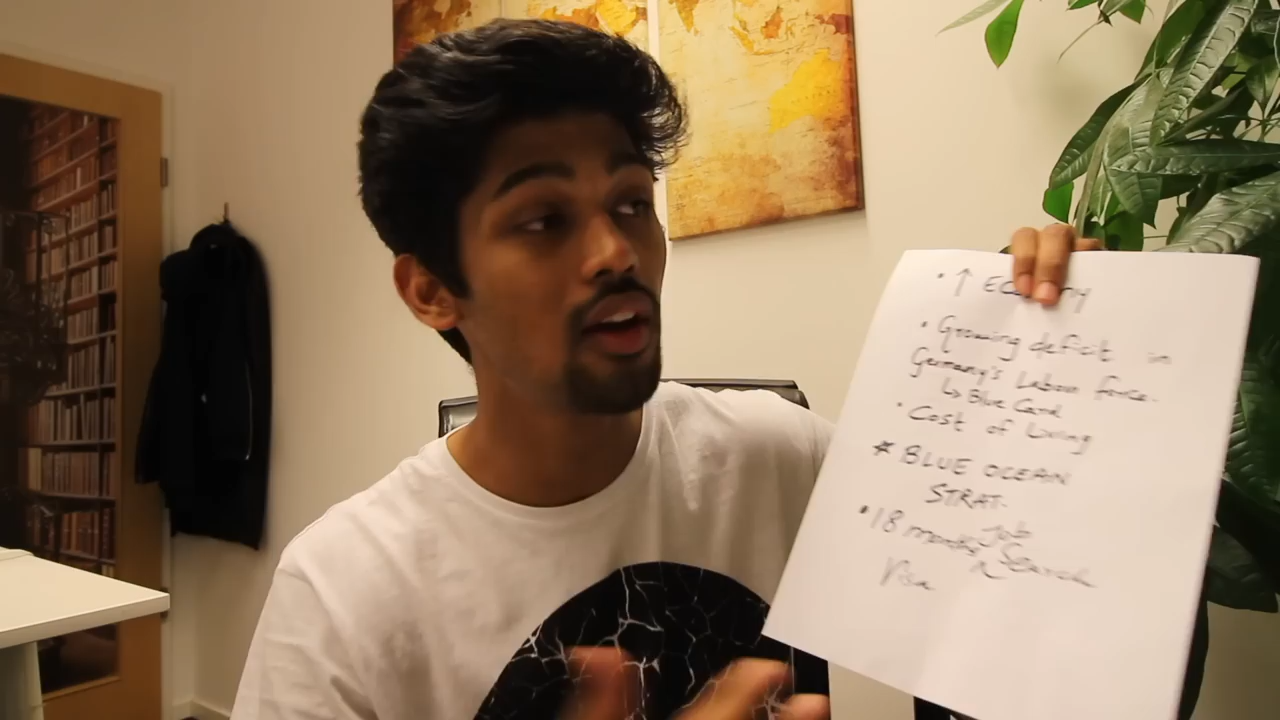 • ↑ ECONOMY
• Growing deficit in
Germany's Labour force.
↳ Blue Card
• Cost of Living
* BLUE OCEAN
STRAT.
• 18 months Job Search
Visa